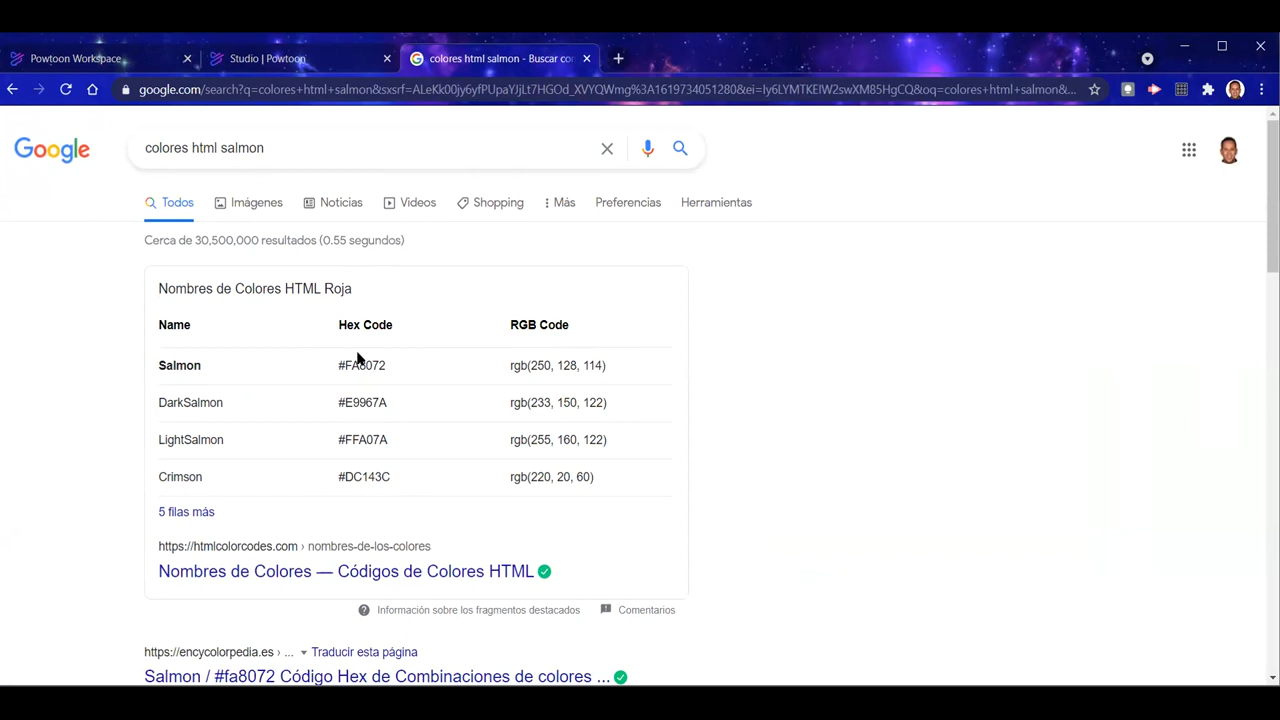 Powtoon Workspace
Studio | Powtoon
colores html salmon - Buscar co
google.com/search?q=colores+html+salmon&sxsrf=ALeKk00jy6yfPUpaYJjLt7HGOd_XVYQWmg%3A1619734051280&ei=Iy6LYMTKEIW2swXM85HgCQ&oq=colores+html+salmon&...
Google
colores html salmon
Todos
Imágenes
Noticias
Videos
Shopping
Más
Preferencias
Herramientas
Cerca de 30,500,000 resultados (0.55 segundos)
Nombres de Colores HTML Roja
Name Hex Code RGB Code
Salmon #FA8072 rgb(250, 128, 114)
DarkSalmon #E9967A rgb(233, 150, 122)
LightSalmon #FFA07A rgb(255, 160, 122)
Crimson #DC143C rgb(220, 20, 60)
5 filas más
https://htmlcolorcodes.com › nombres-de-los-colores
Nombres de Colores — Códigos de Colores HTML
Información sobre los fragmentos destacados
Comentarios
https://encycolorpedia.es › ... Traducir esta página
Salmon / #fa8072 Código Hex de Combinaciones de colores ...